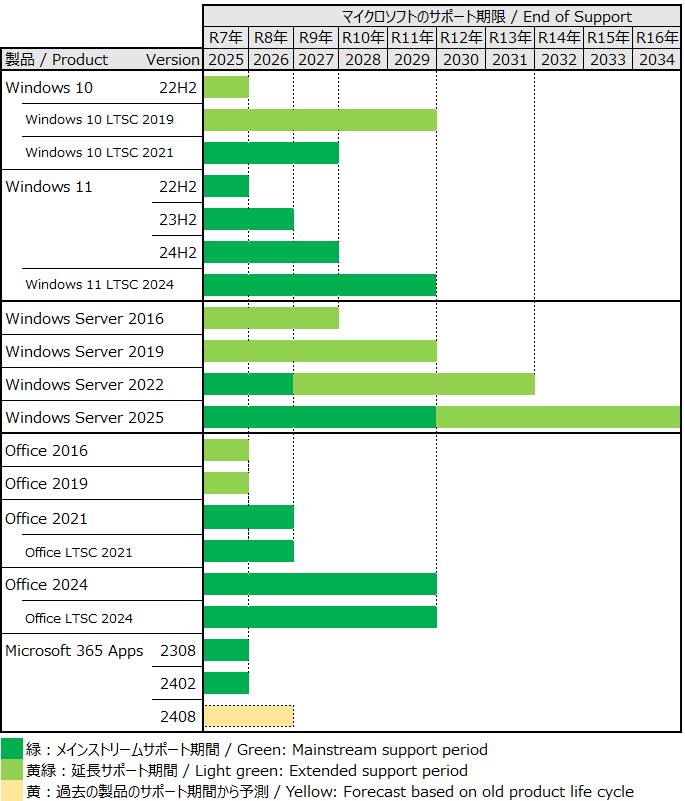 マイクロソフトのサポート期限 / End of Support
R7年 R8年 R9年 R10年 R11年 R12年 R13年 R14年 R15年 R16年
製品 / Product Version 2025 2026 2027 2028 2029 2030 2031 2032 2033 2034
Windows 10 22H2
Windows 10 LTSC 2019
Windows 10 LTSC 2021
Windows 11 22H2
23H2
24H2
Windows 11 LTSC 2024
Windows Server 2016
Windows Server 2019
Windows Server 2022
Windows Server 2025
Office 2016
Office 2019
Office 2021
Office LTSC 2021
Office 2024
Office LTSC 2024
Microsoft 365 Apps 2308
2402
2408
緑：メインストリームサポート期間 / Green: Mainstream support period
黄緑：延長サポート期間 / Light green: Extended support period
黄：過去の製品のサポート期間から予測 / Yellow: Forecast based on old product life cycle